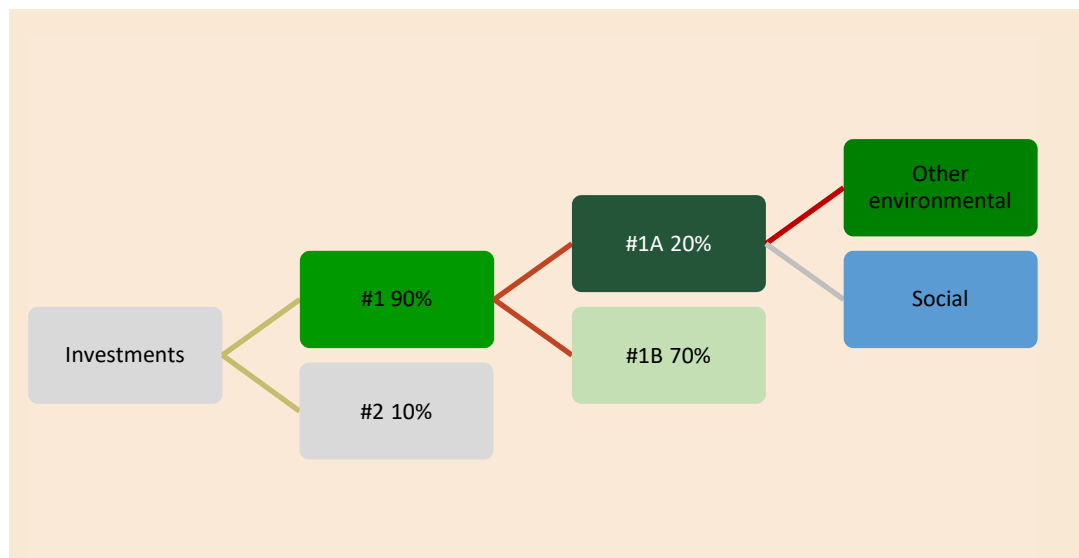 Investments
#1 90%
#2 10%
#1A 20%
#1B 70%
Other
environmental
Social